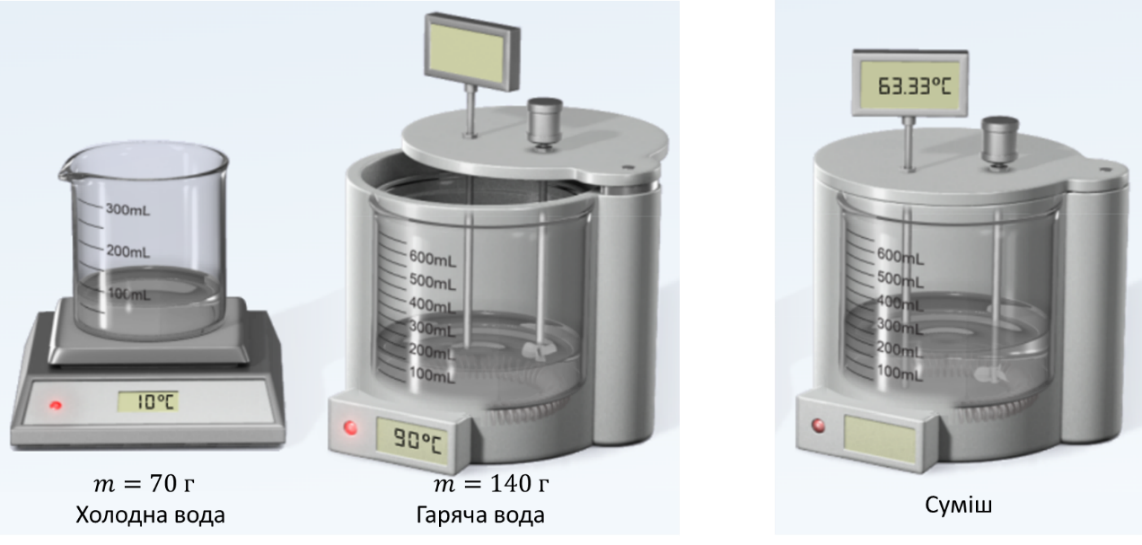 300mL
200mL
100mL
10°C
m = 70 г
Холодна вода
600mL
500mL
400mL
300mL
200mL
100mL
90°C
m = 140 г
Гаряча вода
63.33°C
600mL
500mL
400mL
300mL
200mL
100mL
Суміш